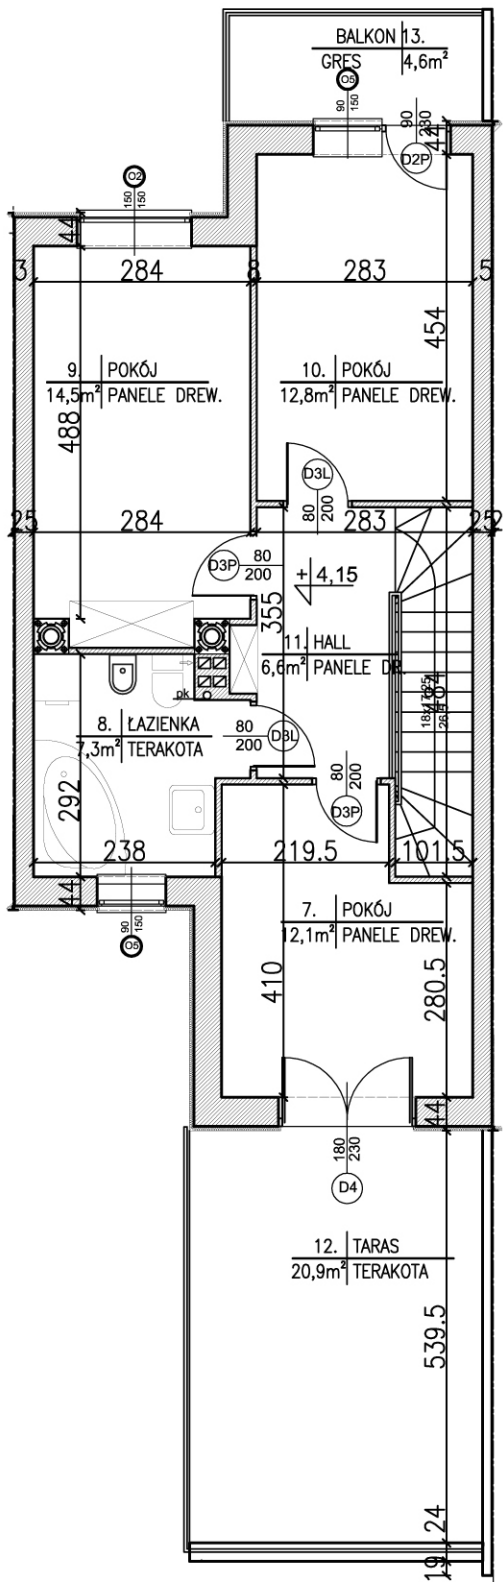 BALKON 13.
GRES 4,6m²
O5
90
150
90
230
44
D2P
O2
150
150
44
3 284 8 283 5
454
9. POKÓJ
14,5m² PANELE DREW.
10. POKÓJ
12,8m² PANELE DREW.
488
D3L
80
200
25 284 283 25
D3P 80
200
+4,15
355
11. HALL
6,6m² PANELE DR.
pk
8. ŁAZIENKA
7,3m² TERAKOTA
80
200 D3L
80
200
D3P
292
238 219.5 101.5
44
90
150
O5
7. POKÓJ
12,1m² PANELE DREW.
410
280.5
44
180
230
D4
12. TARAS
20,9m² TERAKOTA
539.5
24
19